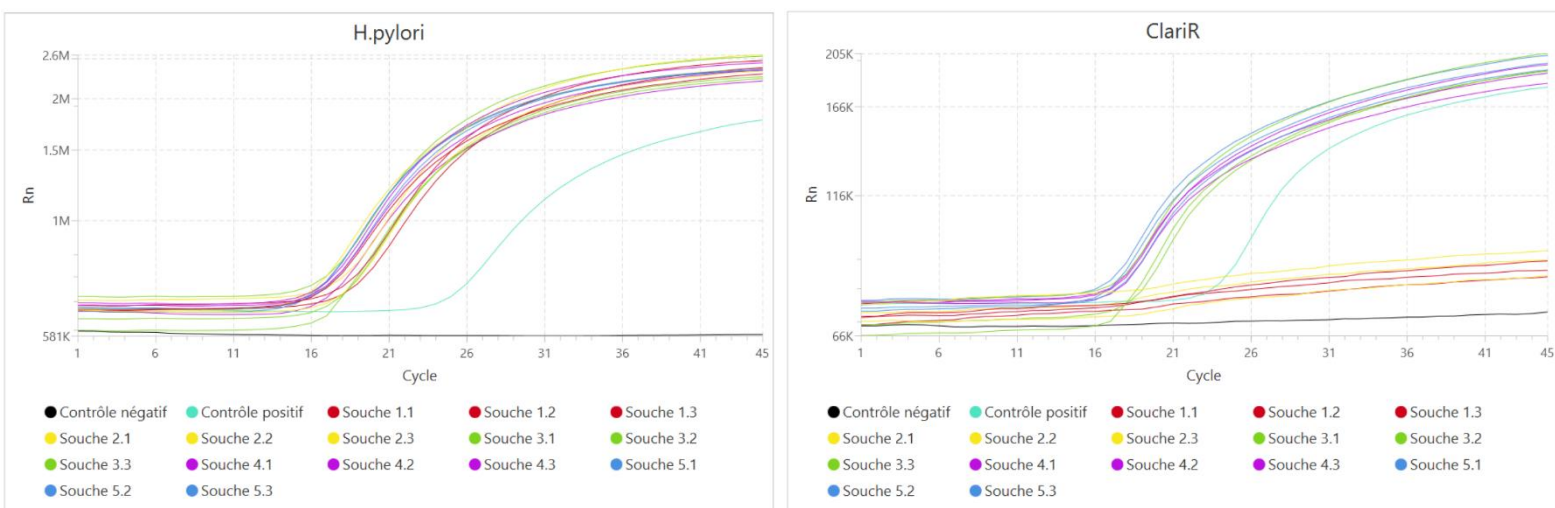 H.pylori
2.6M
2M
1.5M
1M
581K
Rn
1 6 11 16 21 26 31 36 41 45
Cycle
Contrôle négatif Contrôle positif Souche 1.1 Souche 1.2 Souche 1.3
Souche 2.1 Souche 2.2 Souche 2.3 Souche 3.1 Souche 3.2
Souche 3.3 Souche 4.1 Souche 4.2 Souche 4.3 Souche 5.1
Souche 5.2 Souche 5.3
ClariR
205K
166K
116K
66K
Rn
1 6 11 16 21 26 31 36 41 45
Cycle
Contrôle négatif Contrôle positif Souche 1.1 Souche 1.2 Souche 1.3
Souche 2.1 Souche 2.2 Souche 2.3 Souche 3.1 Souche 3.2
Souche 3.3 Souche 4.1 Souche 4.2 Souche 4.3 Souche 5.1
Souche 5.2 Souche 5.3